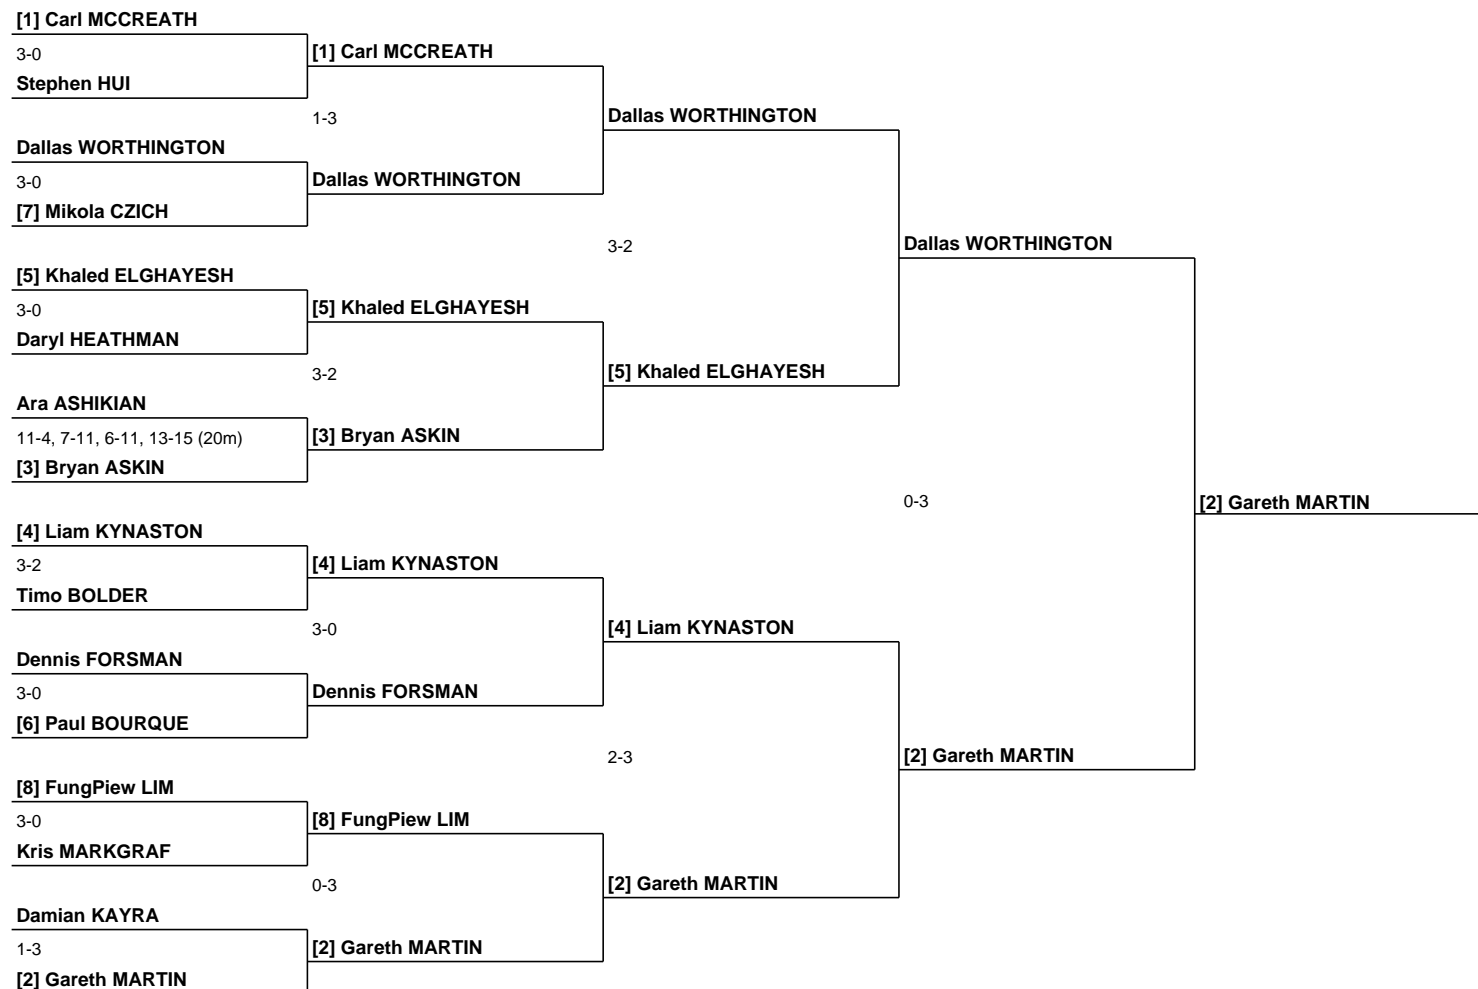 [1] Carl MCCREATH
3-0
Stephen HUI
Dallas WORTHINGTON
3-0
[7] Mikola CZICH
[5] Khaled ELGHAYESH
3-0
Daryl HEATHMAN
Ara ASHIKIAN
11-4, 7-11, 6-11, 13-15 (20m)
[3] Bryan ASKIN
[4] Liam KYNASTON
3-2
Timo BOLDER
Dennis FORSMAN
3-0
[6] Paul BOURQUE
[8] FungPiew LIM
3-0
Kris MARKGRAF
Damian KAYRA
1-3
[2] Gareth MARTIN
[1] Carl MCCREATH
1-3
Dallas WORTHINGTON
[5] Khaled ELGHAYESH
3-2
[3] Bryan ASKIN
[4] Liam KYNASTON
3-0
Dennis FORSMAN
[8] FungPiew LIM
0-3
[2] Gareth MARTIN
Dallas WORTHINGTON
3-2
[5] Khaled ELGHAYESH
[4] Liam KYNASTON
2-3
[2] Gareth MARTIN
Dallas WORTHINGTON
0-3
[2] Gareth MARTIN
[2] Gareth MARTIN